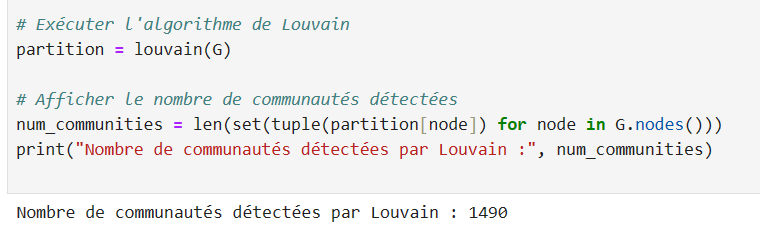 # Exécuter l'algorithme de Louvain
partition = louvain(G)
# Afficher le nombre de communautés détectées
num_communities = len(set(tuple(partition[node]) for node in G.nodes()))
print("Nombre de communautés détectées par Louvain :", num_communities)
Nombre de communautés détectées par Louvain : 1490